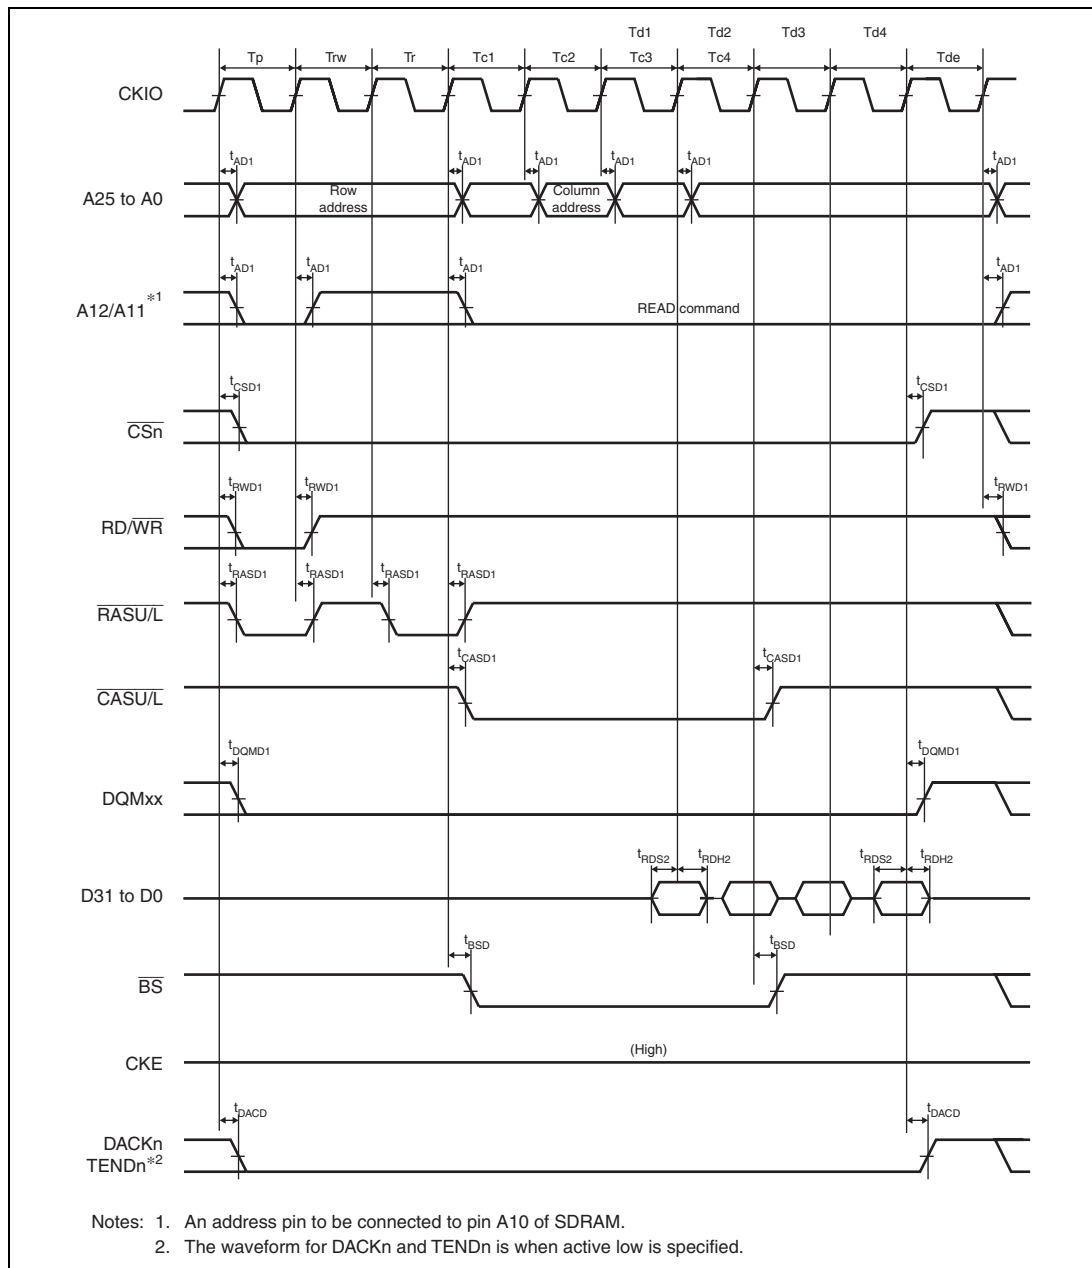 Td1 Td2 Td3 Td4
Tp Trw Tr Tc1 Tc2 Tc3 Tc4 Tde
CKIO
tAD1 tAD1 tAD1 tAD1 tAD1 tAD1
A25 to A0 Row address Column address
tAD1 tAD1 tAD1 tAD1
A12/A11*1 READ command
tCSD1 tCSD1
CSn
tRWD1 tRWD1 tRWD1
RD/WR
tRASD1 tRASD1 tRASD1 tRASD1
RASU/L
tCASD1 tCASD1
CASU/L
tDQMD1 tDQMD1
DQMxx
tRDS2 tRDH2 tRDS2 tRDH2
D31 to D0
tBSD tBSD
BS
(High)
CKE
tDACD tDACD
DACKn
TENDn*2
Notes: 1. An address pin to be connected to pin A10 of SDRAM.
2. The waveform for DACKn and TENDn is when active low is specified.